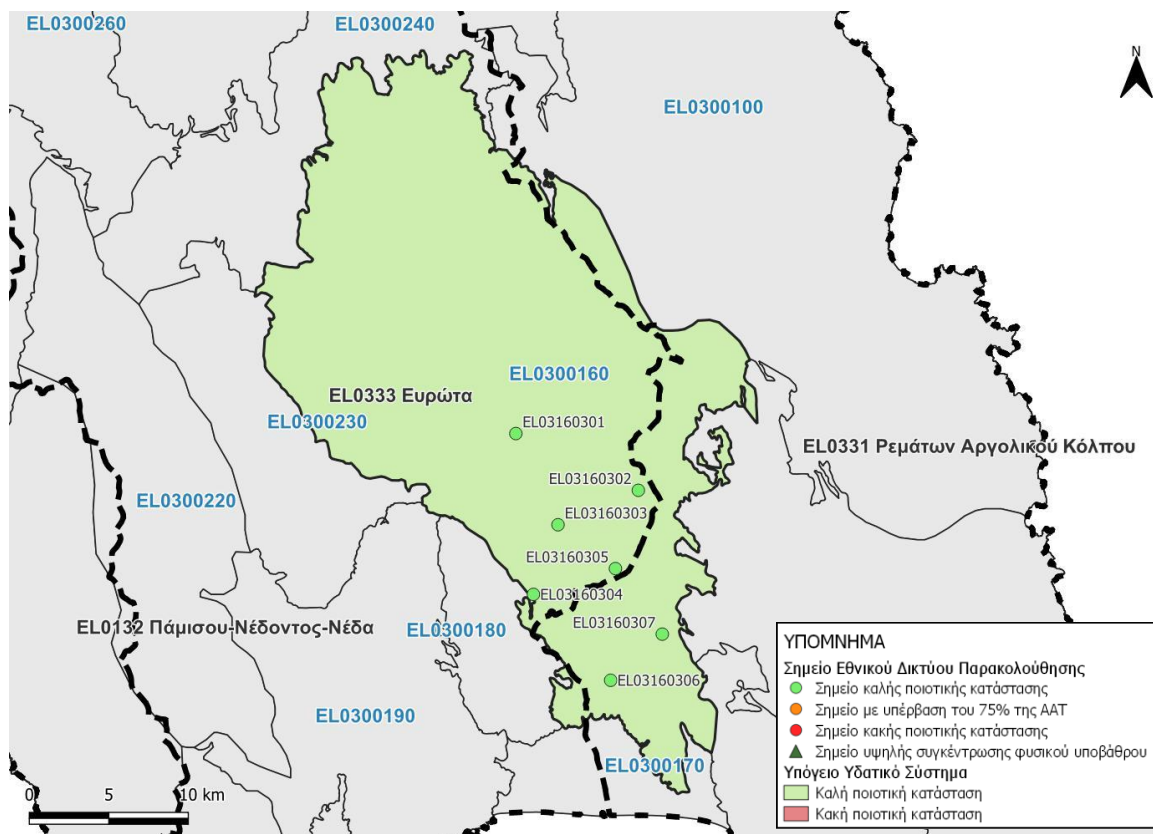 EL0300260
EL0300240
N
EL0300100
EL0300160
EL0333 Ευρώτα
EL0300230
EL03160301
EL0331 Ρεμάτων Αργολικού Κόλπου
EL03160302
EL0300220
EL03160303
EL03160305
EL03160304
EL0132 Πάμισου-Νέδοντος-Νέδα
EL0300180
EL03160307
EL03160306
EL0300190
EL0300170
0 5 10 km
ΥΠΟΜΝΗΜΑ
Σημείο Εθνικού Δικτύου Παρακολούθησης
Σημείο καλής ποιοτικής κατάστασης
Σημείο με υπέρβαση του 75% της ΑΑΤ
Σημείο κακής ποιοτικής κατάστασης
Σημείο υψηλής συγκέντρωσης φυσικού υποβάθρου
Υπόγειο Υδατικό Σύστημα
Καλή ποιοτική κατάσταση
Κακή ποιοτική κατάσταση